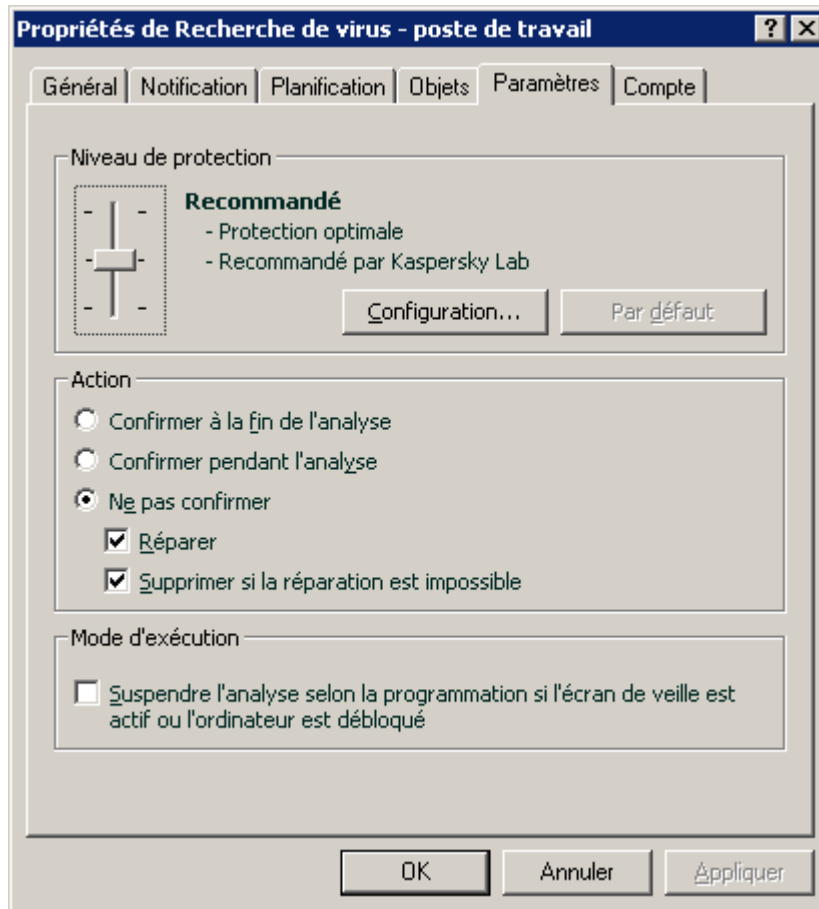 Propriétés de Recherche de virus - poste de travail
Général Notification Planification Objets Paramètres Compte
Niveau de protection
Recommandé
- Protection optimale
- Recommandé par Kaspersky Lab
Configuration... Par défaut
Action
Confirmer à la fin de l'analyse
Confirmer pendant l'analyse
Ne pas confirmer
Réparer
Supprimer si la réparation est impossible
Mode d'exécution
Suspendre l'analyse selon la programmation si l'écran de veille est
actif ou l'ordinateur est débloqué
OK Annuler Appliquer